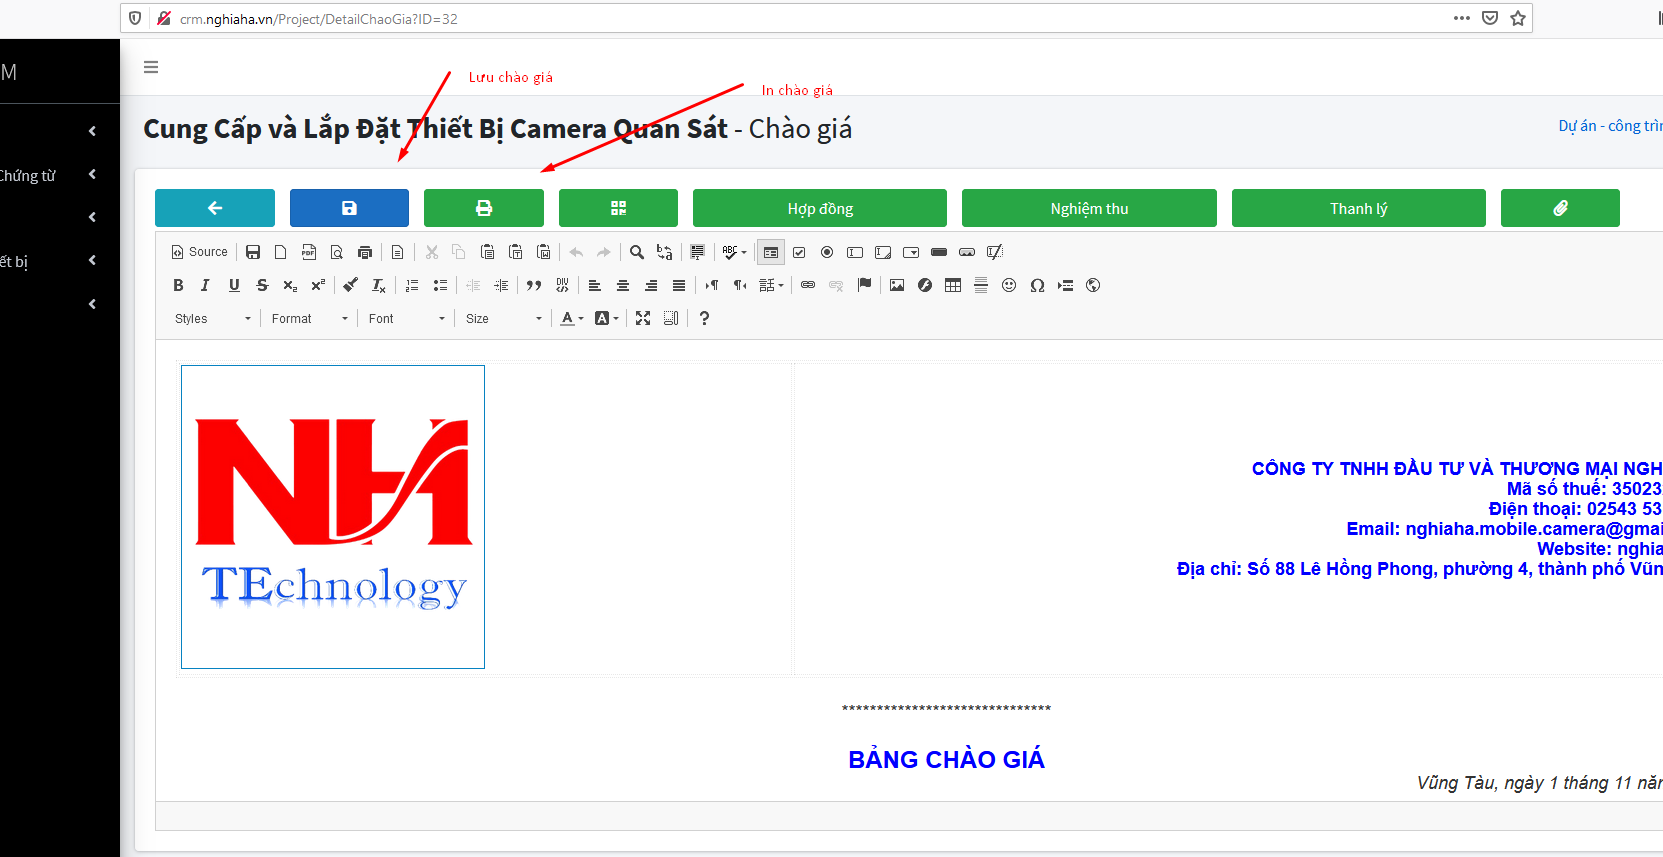 crm.nghiaha.vn/Project/DetailChaoGia?ID=32
M
Lưu chào giá
In chào giá
Cung Cấp và Lắp Đặt Thiết Bị Camera Quan Sát - Chào giá
Dự án - công trìn
Chứng từ
ết bị
Hợp đồng
Nghiệm thu
Thanh lý
Source
Styles
Format
Font
Size
NH
TEchnology
CÔNG TY TNHH ĐẦU TƯ VÀ THƯƠNG MẠI NGH
Mã số thuế: 35023
Điện thoại: 02543 53
Email: nghiaha.mobile.camera@gmai
Website: nghia
Địa chỉ: Số 88 Lê Hồng Phong, phường 4, thành phố Vũn
******************************
BẢNG CHÀO GIÁ
Vũng Tàu, ngày 1 tháng 11 năm